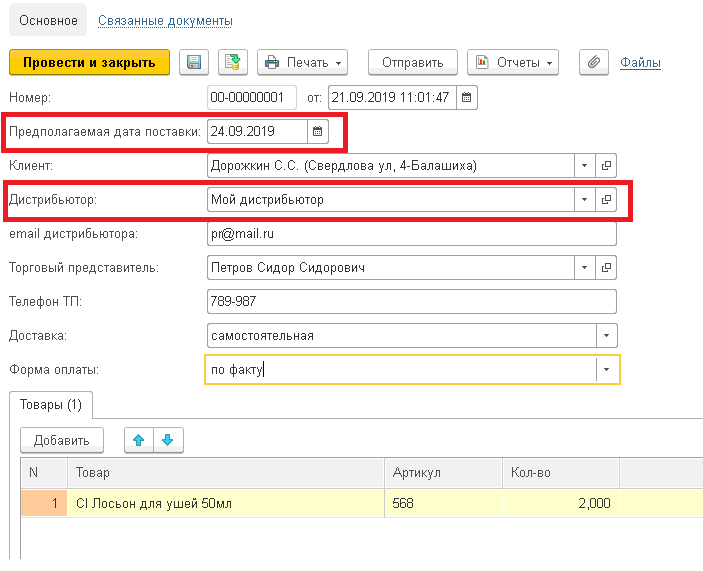 Основное Связанные документы
Провести и закрыть Печать Отправить Отчеты Файлы
Номер: 00-00000001 от: 21.09.2019 11:01:47
Предполагаемая дата поставки: 24.09.2019
Клиент: Дорожкин С.С. (Свердлова ул, 4-Балашиха)
Дистрибьютор: Мой дистрибьютор
email дистрибьютора: pr@mail.ru
Торговый представитель: Петров Сидор Сидорович
Телефон ТП: 789-987
Доставка: самостоятельная
Форма оплаты: по факту
Товары (1)
Добавить
N Товар Артикул Кол-во
1 CI Лосьон для ушей 50мл 568 2,000